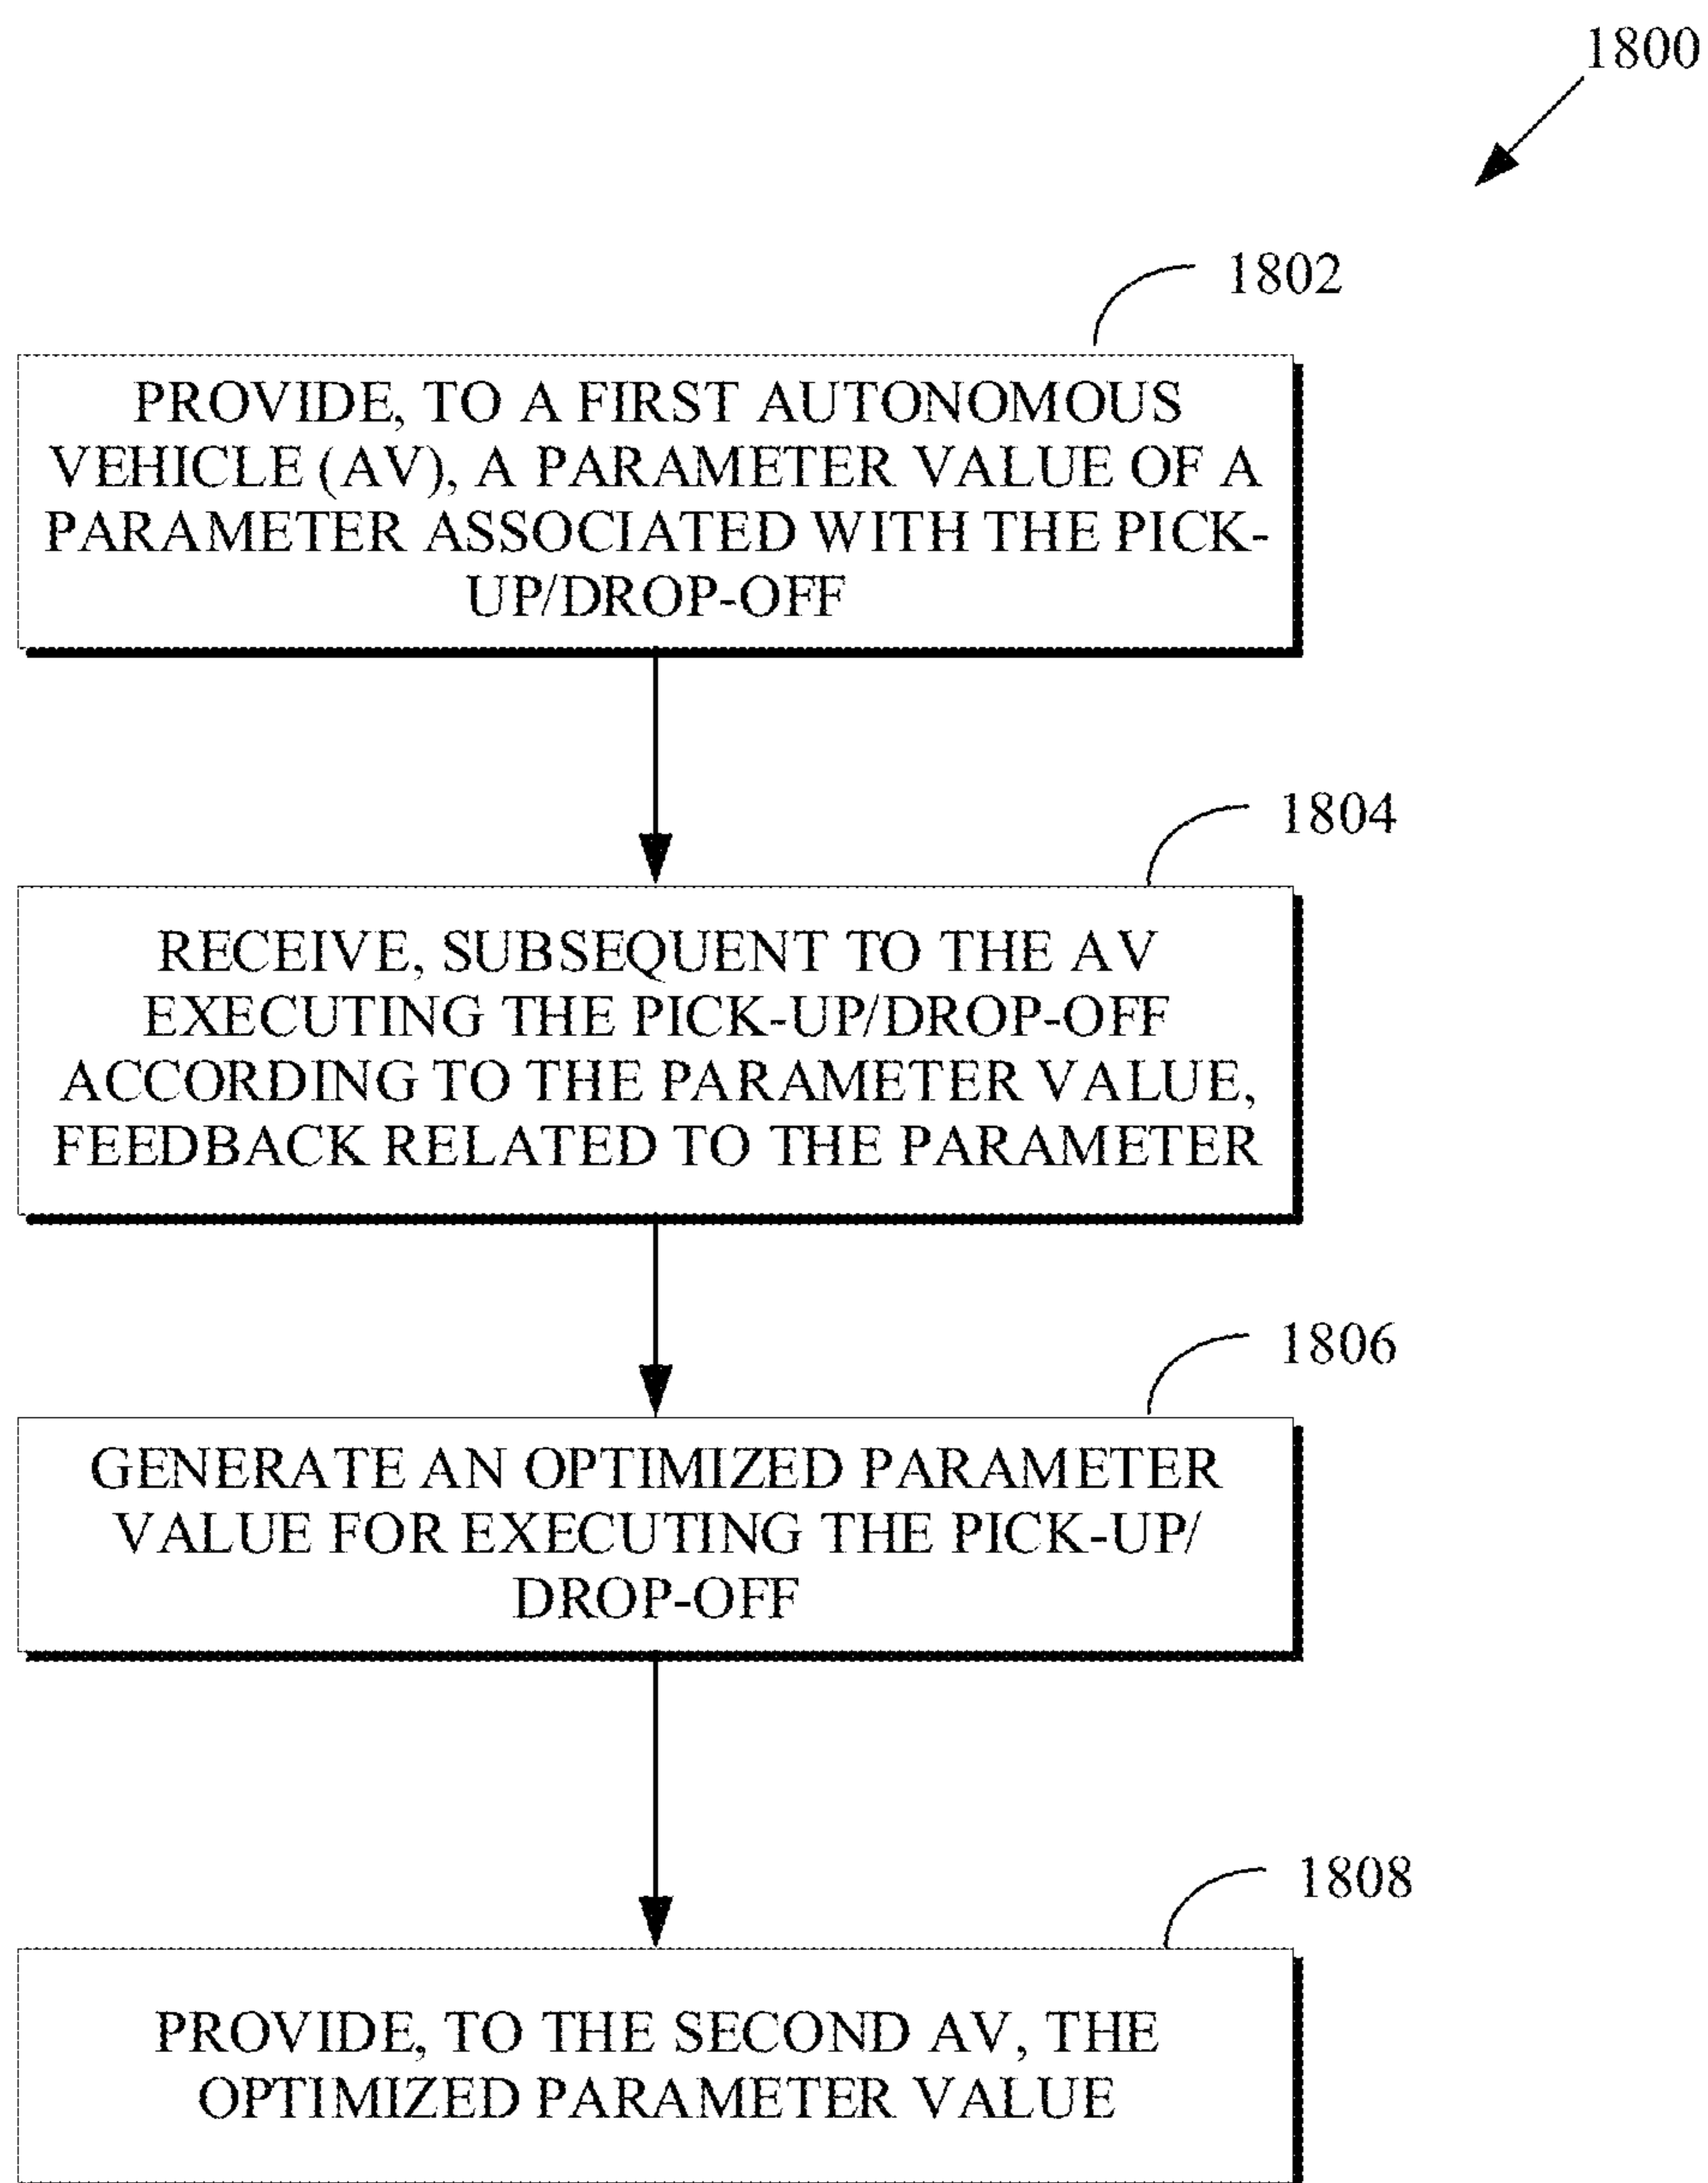 1800
1802
PROVIDE, TO A FIRST AUTONOMOUS
VEHICLE (AV), A PARAMETER VALUE OF A
PARAMETER ASSOCIATED WITH THE PICK-
UP/DROP-OFF
1804
RECEIVE, SUBSEQUENT TO THE AV
EXECUTING THE PICK-UP/DROP-OFF
ACCORDING TO THE PARAMETER VALUE,
FEEDBACK RELATED TO THE PARAMETER
1806
GENERATE AN OPTIMIZED PARAMETER
VALUE FOR EXECUTING THE PICK-UP/
DROP-OFF
1808
PROVIDE, TO THE SECOND AV, THE
OPTIMIZED PARAMETER VALUE